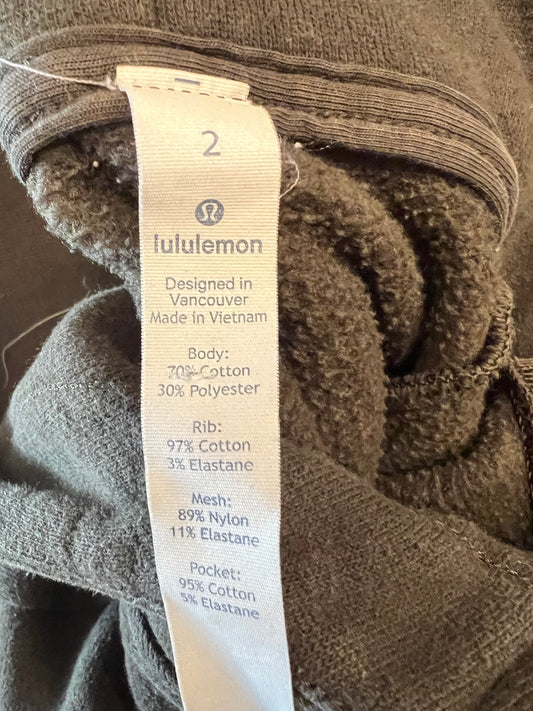 2
lululemon
Designed in
Vancouver
Made in Vietnam
Body:
70% Cotton
30% Polyester
Rib:
97% Cotton
3% Elastane
Mesh:
89% Nylon
11% Elastane
Pocket:
95% Cotton
5% Elastane